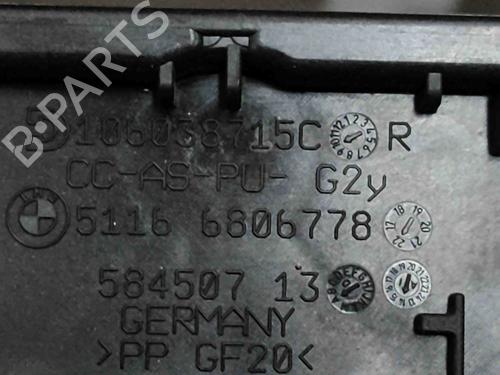 106038715C R
CC-AS-PU- G2y
5116 6806778
584507 13
GERMANY
>PP GF20<
B-PARTS